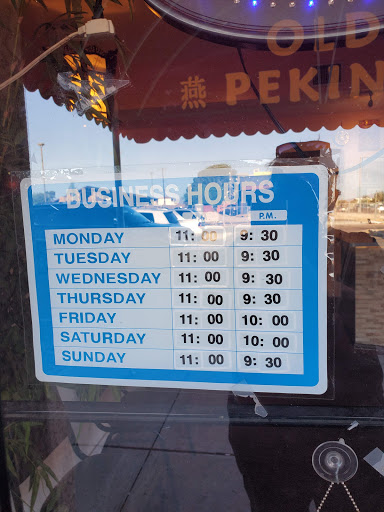 OLD
燕
PEKIN
BUSINESS HOURS
P.M.
MONDAY 11: 00 9: 30
TUESDAY 11: 00 9: 30
WEDNESDAY 11: 00 9: 30
THURSDAY 11: 00 9: 30
FRIDAY 11: 00 10: 00
SATURDAY 11: 00 10: 00
SUNDAY 11: 00 9: 30